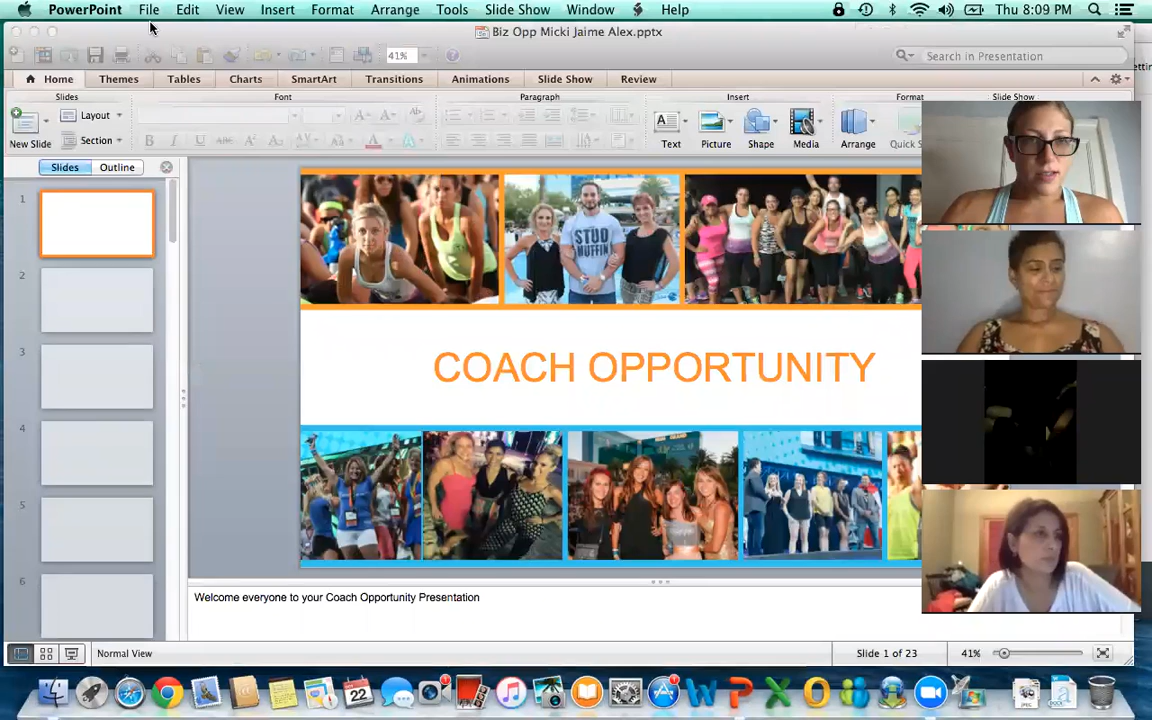 PowerPoint File Edit View Insert Format Arrange Tools Slide Show Window Help Thu 8:09 PM
Biz Opp Micki Jaime Alex.pptx
41% Search in Presentation
Home Themes Tables Charts SmartArt Transitions Animations Slide Show Review
Slides Font Paragraph Insert Format Slide Show
New Slide Layout Section B I U ABC Text Picture Shape Media Arrange Quick S
Slides Outline
1
2
3
4
5
6
STUD
MUFFIN
COACH OPPORTUNITY
Welcome everyone to your Coach Opportunity Presentation
Normal View Slide 1 of 23 41%
22